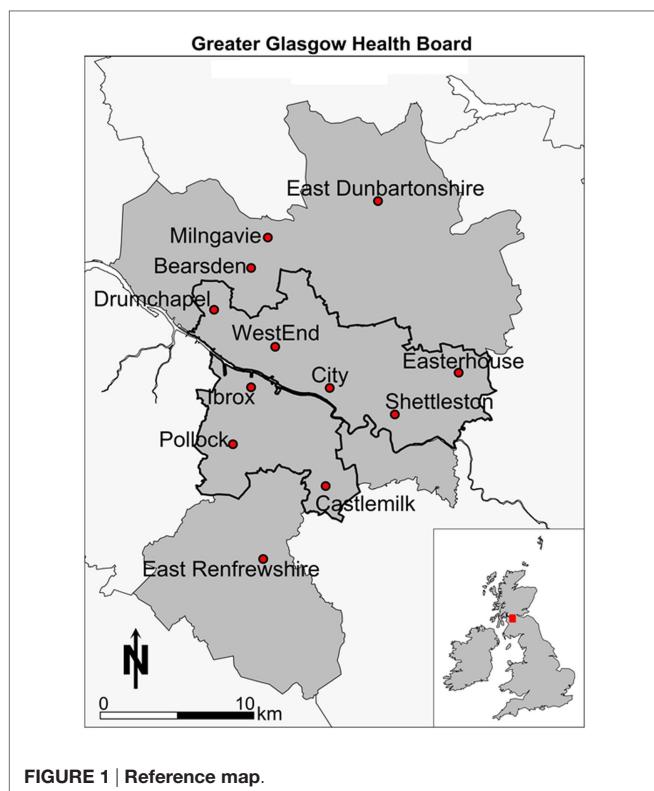 Greater Glasgow Health Board
East Dunbartonshire
Milngavie
Bearsden
Drumchapel
WestEnd
Easterhouse
City
Ibrox
Shettleston
Pollock
Castlemilk
East Renfrewshire
N
0 10 km
FIGURE 1 | Reference map.